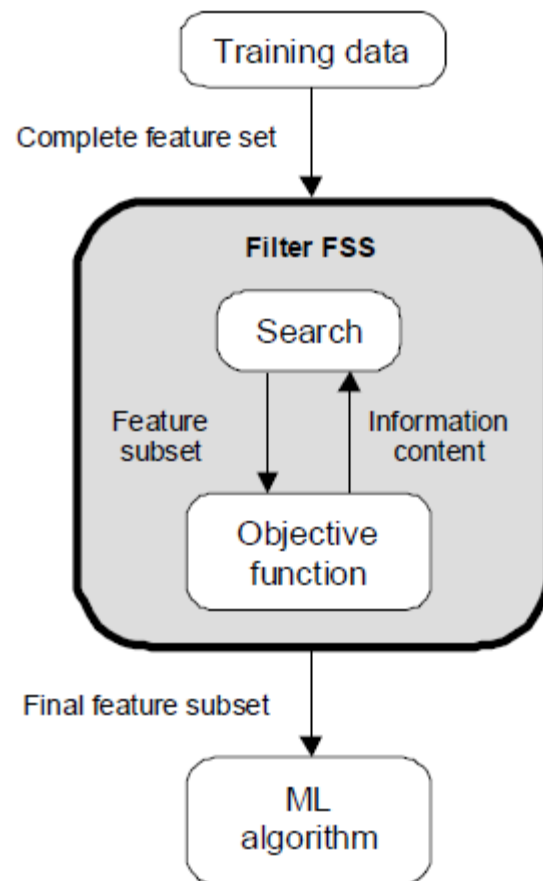 Training data
Complete feature set
Filter FSS
Search
Feature
subset
Information
content
Objective
function
Final feature subset
ML
algorithm